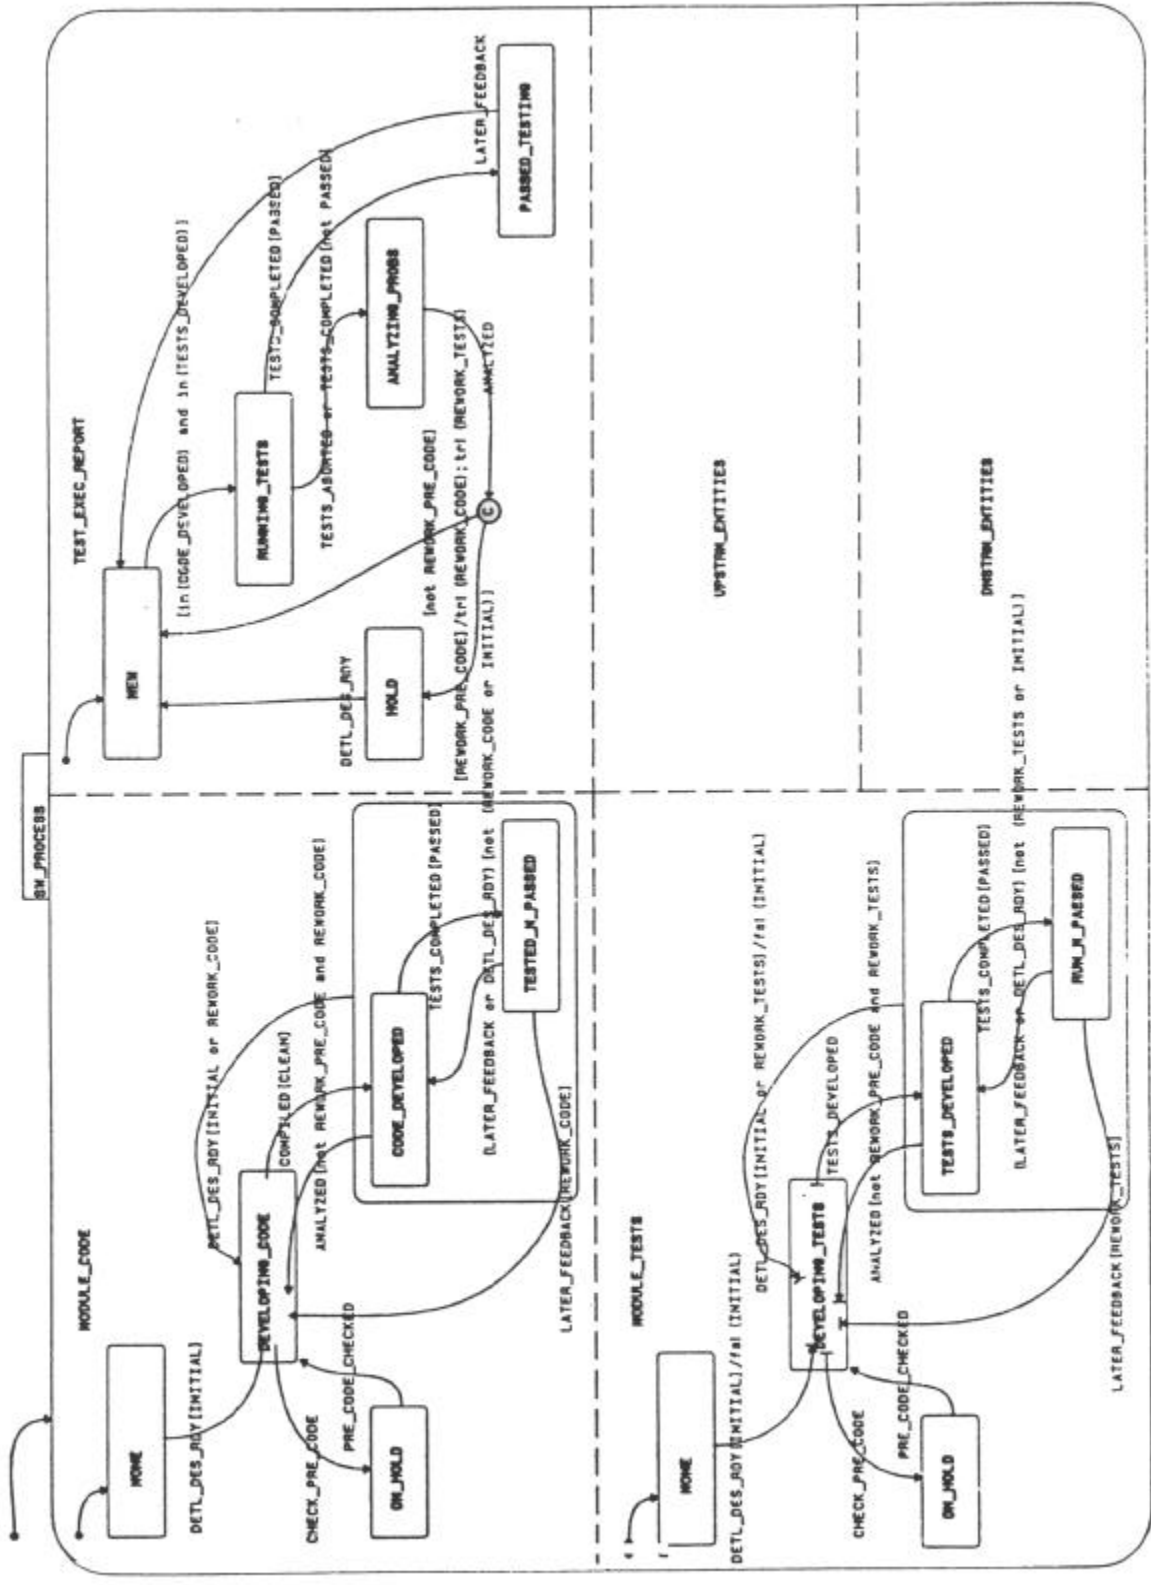 SW_PROCESS
MODULE_CODE
NONE
DETL_DES_RDY[INITIAL]
DETL_DES_RDY[INITIAL or REWORK_CODE]
DEVELOPING_CODE
COMPILED[CLEAN]
CHECK_PRE_CODE
PRE_CODE_CHECKED
ANALYZED[not REWORK_PRE_CODE and REWORK_CODE]
ON_HOLD
CODE_DEVELOPED
TESTS_COMPLETED[PASSED]
[LATER_FEEDBACK or DETL_DES_RDY) [not (REWORK_CODE or INITIAL)]
TESTED_N_PASSED
LATER_FEEDBACK[REWORK_CODE]
TEST_EXEC_REPORT
NEW
[in(CODE_DEVELOPED) and in(TESTS_DEVELOPED)]
RUNNING_TESTS
TESTS_COMPLETED[PASSED]
TESTS_ABORTED or TESTS_COMPLETED[not PASSED]
DETL_DES_RDY
HOLD
ANALYZING_PROBS
[not REWORK_PRE_CODE]
[REWORK_PRE_CODE]/tr!(REWORK_CODE);tr!(REWORK_TESTS)
ANALYZED
C
LATER_FEEDBACK
PASSED_TESTING
MODULE_TESTS
NONE
DETL_DES_RDY[INITIAL]/fs!(INITIAL)
DETL_DES_RDY[INITIAL or REWORK_TESTS]/fs!(INITIAL)
DEVELOPING_TESTS
TESTS_DEVELOPED
CHECK_PRE_CODE
PRE_CODE_CHECKED
ANALYZED[not REWORK_PRE_CODE and REWORK_TESTS]
ON_HOLD
TESTS_DEVELOPED
TESTS_COMPLETED[PASSED]
[LATER_FEEDBACK or DETL_DES_RDY) [not (REWORK_TESTS or INITIAL)]
RUN_N_PASSED
LATER_FEEDBACK[REWORK_TESTS]
UPSTRM_ENTITIES
DNSTRM_ENTITIES